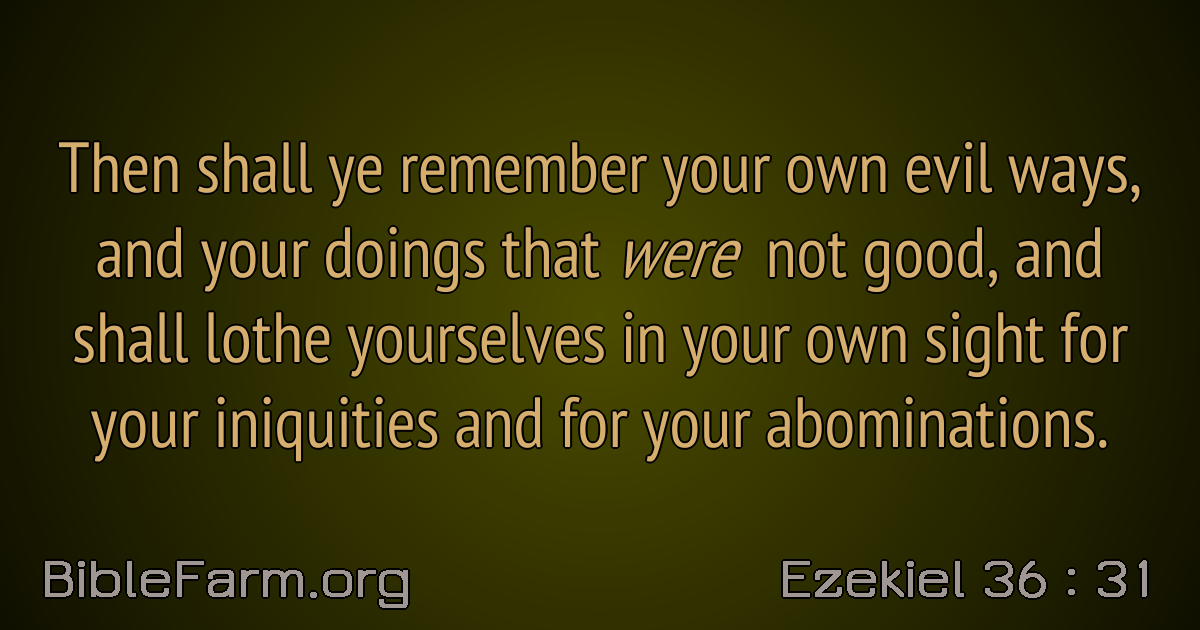 Then shall ye remember your own evil ways,
and your doings that were not good, and
shall lothe yourselves in your own sight for
your iniquities and for your abominations.
BibleFarm.org
Ezekiel 36 : 31